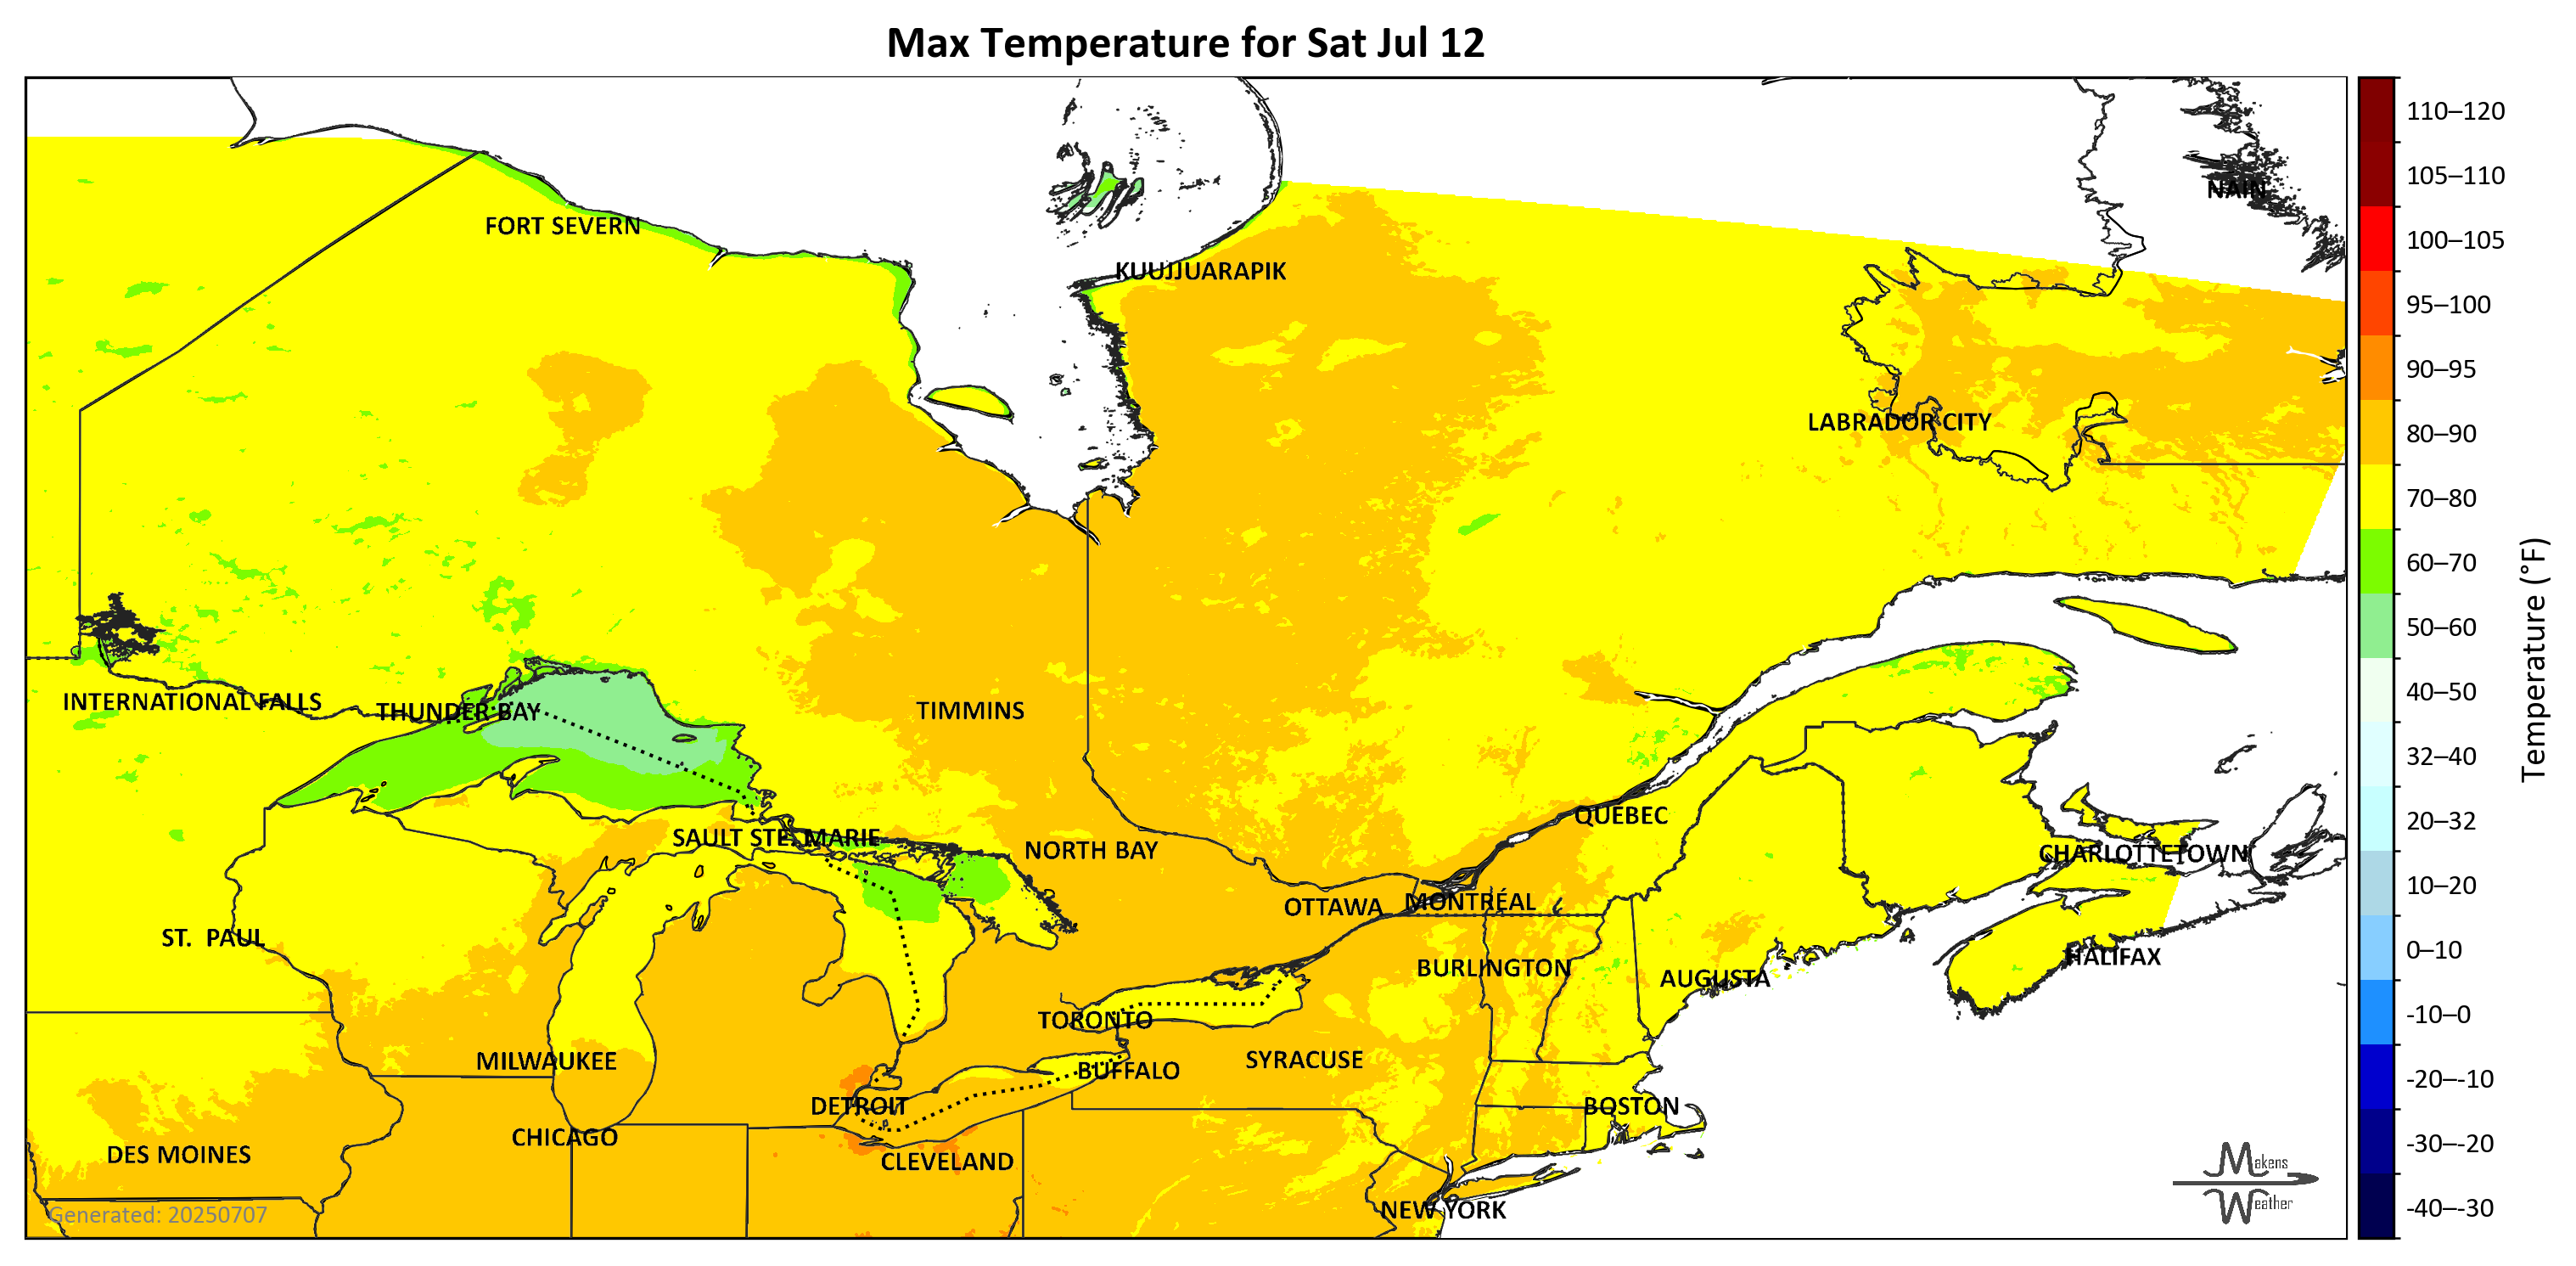 Max Temperature for Sat Jul 12
NAIN
FORT SEVERN
KUUJJUARAPIK
LABRADOR CITY
INTERNATIONAL FALLS
THUNDER BAY
TIMMINS
QUEBEC
SAULT STE. MARIE
NORTH BAY
CHARLOTTETOWN
OTTAWA
MONTRÉAL
ST. PAUL
HALIFAX
BURLINGTON
AUGUSTA
TORONTO
MILWAUKEE
SYRACUSE
BUFFALO
DETROIT
BOSTON
CHICAGO
DES MOINES
CLEVELAND
NEW YORK
Generated: 20250707
Makens
Weather
110–120
105–110
100–105
95–100
90–95
80–90
70–80
60–70
50–60
40–50
32–40
20–32
10–20
0–10
-10–0
-20–-10
-30–-20
-40–-30
Temperature (°F)